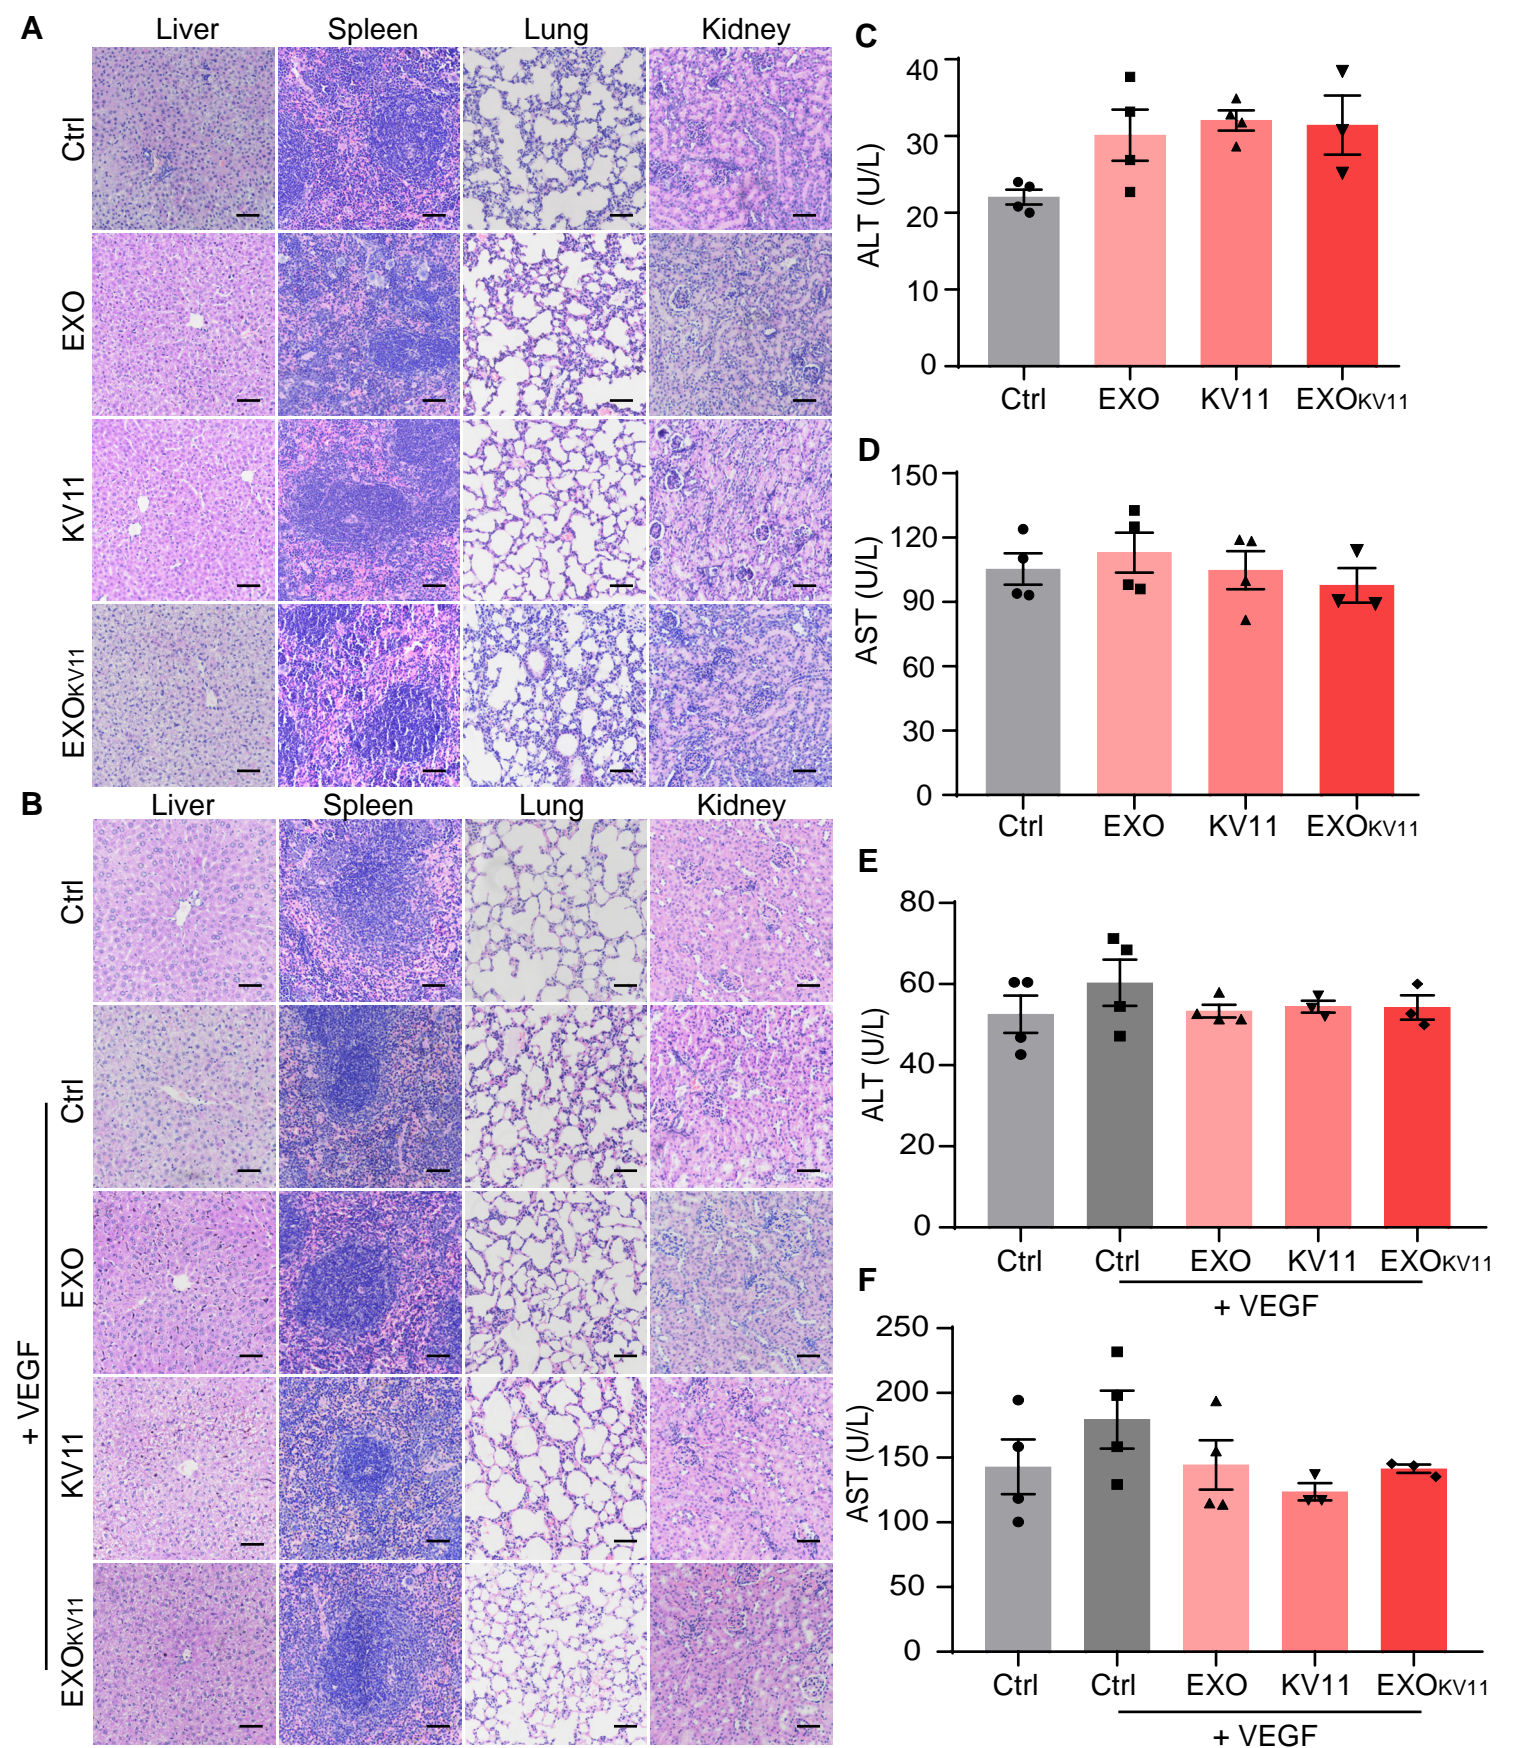 A
Liver Spleen Lung Kidney
Ctrl
EXO
KV11
EXOKV11
B
Liver Spleen Lung Kidney
Ctrl
Ctrl
EXO
KV11
EXOKV11
+ VEGF
C
ALT (U/L)
40
30
20
10
0
Ctrl EXO KV11 EXOKV11
D
AST (U/L)
150
120
90
60
30
0
Ctrl EXO KV11 EXOKV11
E
ALT (U/L)
80
60
40
20
0
Ctrl Ctrl EXO KV11 EXOKV11
+ VEGF
F
AST (U/L)
250
200
150
100
50
0
Ctrl Ctrl EXO KV11 EXOKV11
+ VEGF